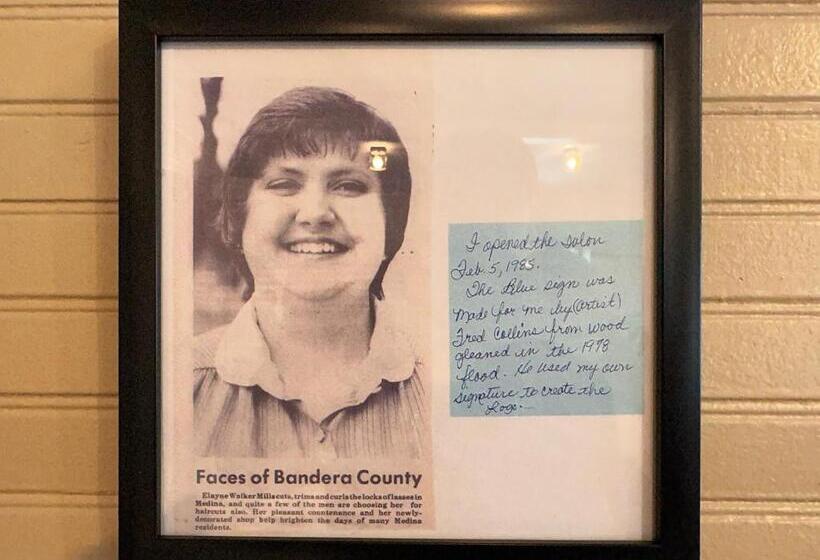 Faces of Bandera County
Elayne Walker Mills cuts, trims and curls the locks of lasses in
Medina, and quite a few of the men are choosing her for
haircuts also. Her pleasant countenance and her newly-
decorated shop help brighten the days of many Medina
residents.
I opened the salon
Feb. 5, 1985.
The Blue sign was
made for me by (artist)
Fred Collins from wood
gleaned in the 1978
flood. He used my own
signature to create the
Logo.